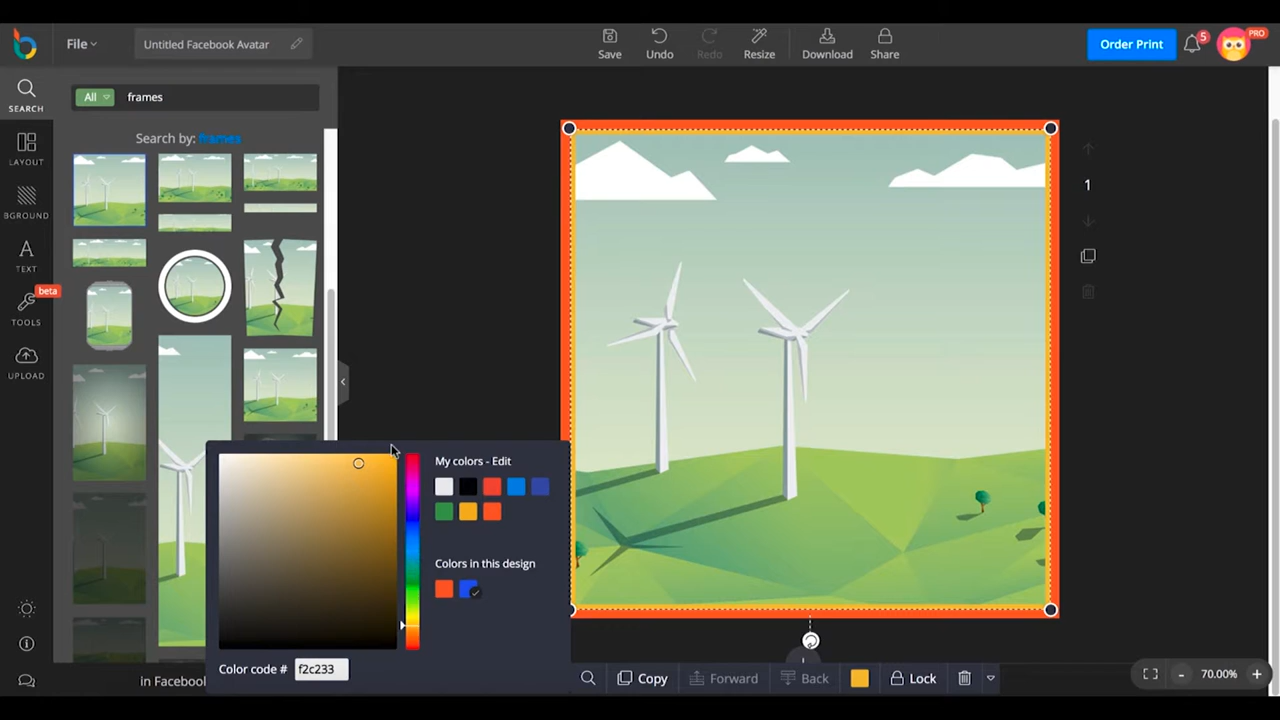 File
Untitled Facebook Avatar
Save
Undo
Redo
Resize
Download
Share
Order Print
5
PRO
SEARCH
All
frames
Search by: frames
LAYOUT
BGROUND
TEXT
beta
TOOLS
UPLOAD
1
My colors - Edit
Colors in this design
Color code #
f2c233
in Faceboo
Copy
Forward
Back
Lock
-
70.00%
+